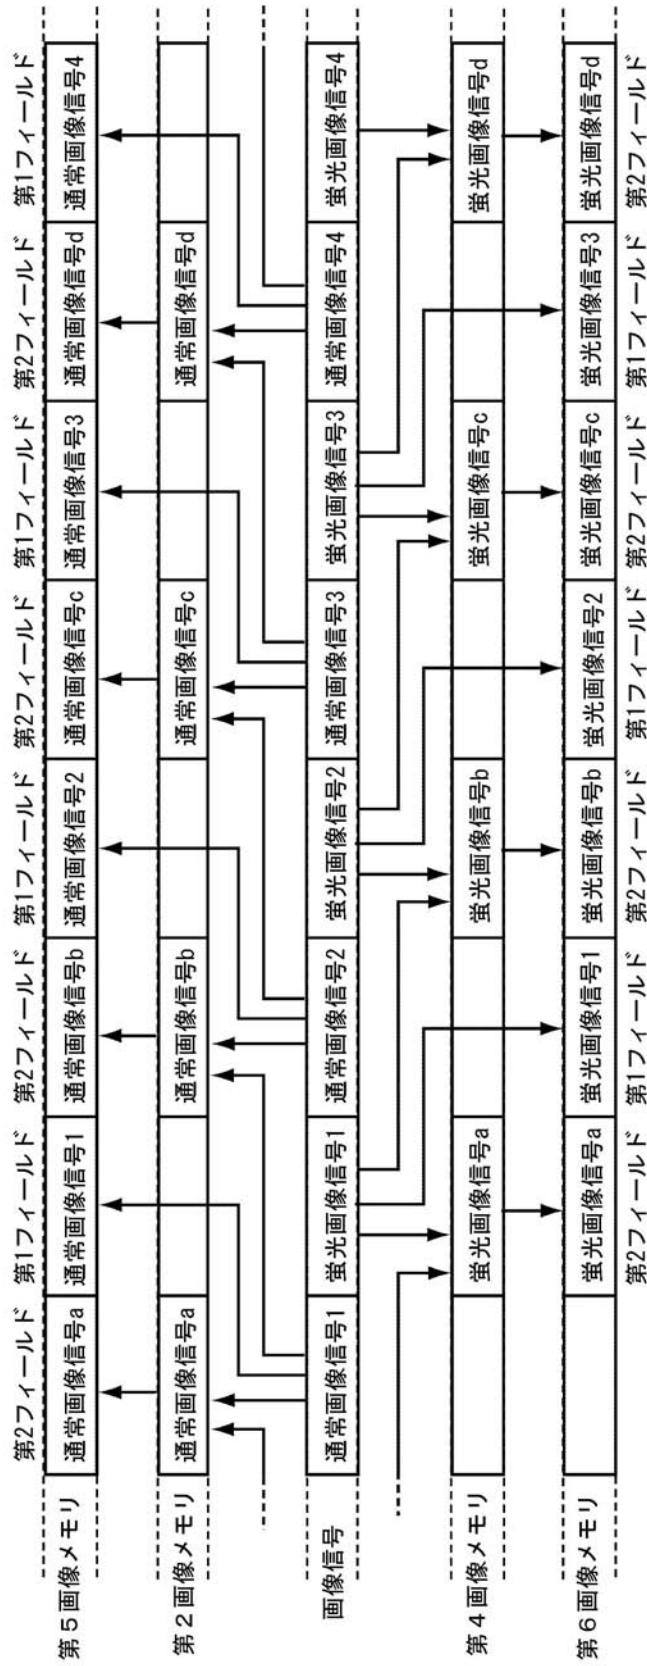 第2フィールド 第1フィールド 第2フィールド 第1フィールド 第2フィールド 第1フィールド 第2フィールド 第1フィールド
第5画像メモリ 通常画像信号a 通常画像信号1 通常画像信号b 通常画像信号2 通常画像信号c 通常画像信号3 通常画像信号d 通常画像信号4
第2画像メモリ 通常画像信号a 通常画像信号b 通常画像信号c 通常画像信号d
画像信号 通常画像信号1 蛍光画像信号1 通常画像信号2 蛍光画像信号2 通常画像信号3 蛍光画像信号3 通常画像信号4 蛍光画像信号4
第4画像メモリ 蛍光画像信号a 蛍光画像信号b 蛍光画像信号c 蛍光画像信号d
第6画像メモリ 蛍光画像信号a 蛍光画像信号1 蛍光画像信号b 蛍光画像信号2 蛍光画像信号c 蛍光画像信号3 蛍光画像信号d
第2フィールド 第1フィールド 第2フィールド 第1フィールド 第2フィールド 第1フィールド 第2フィールド